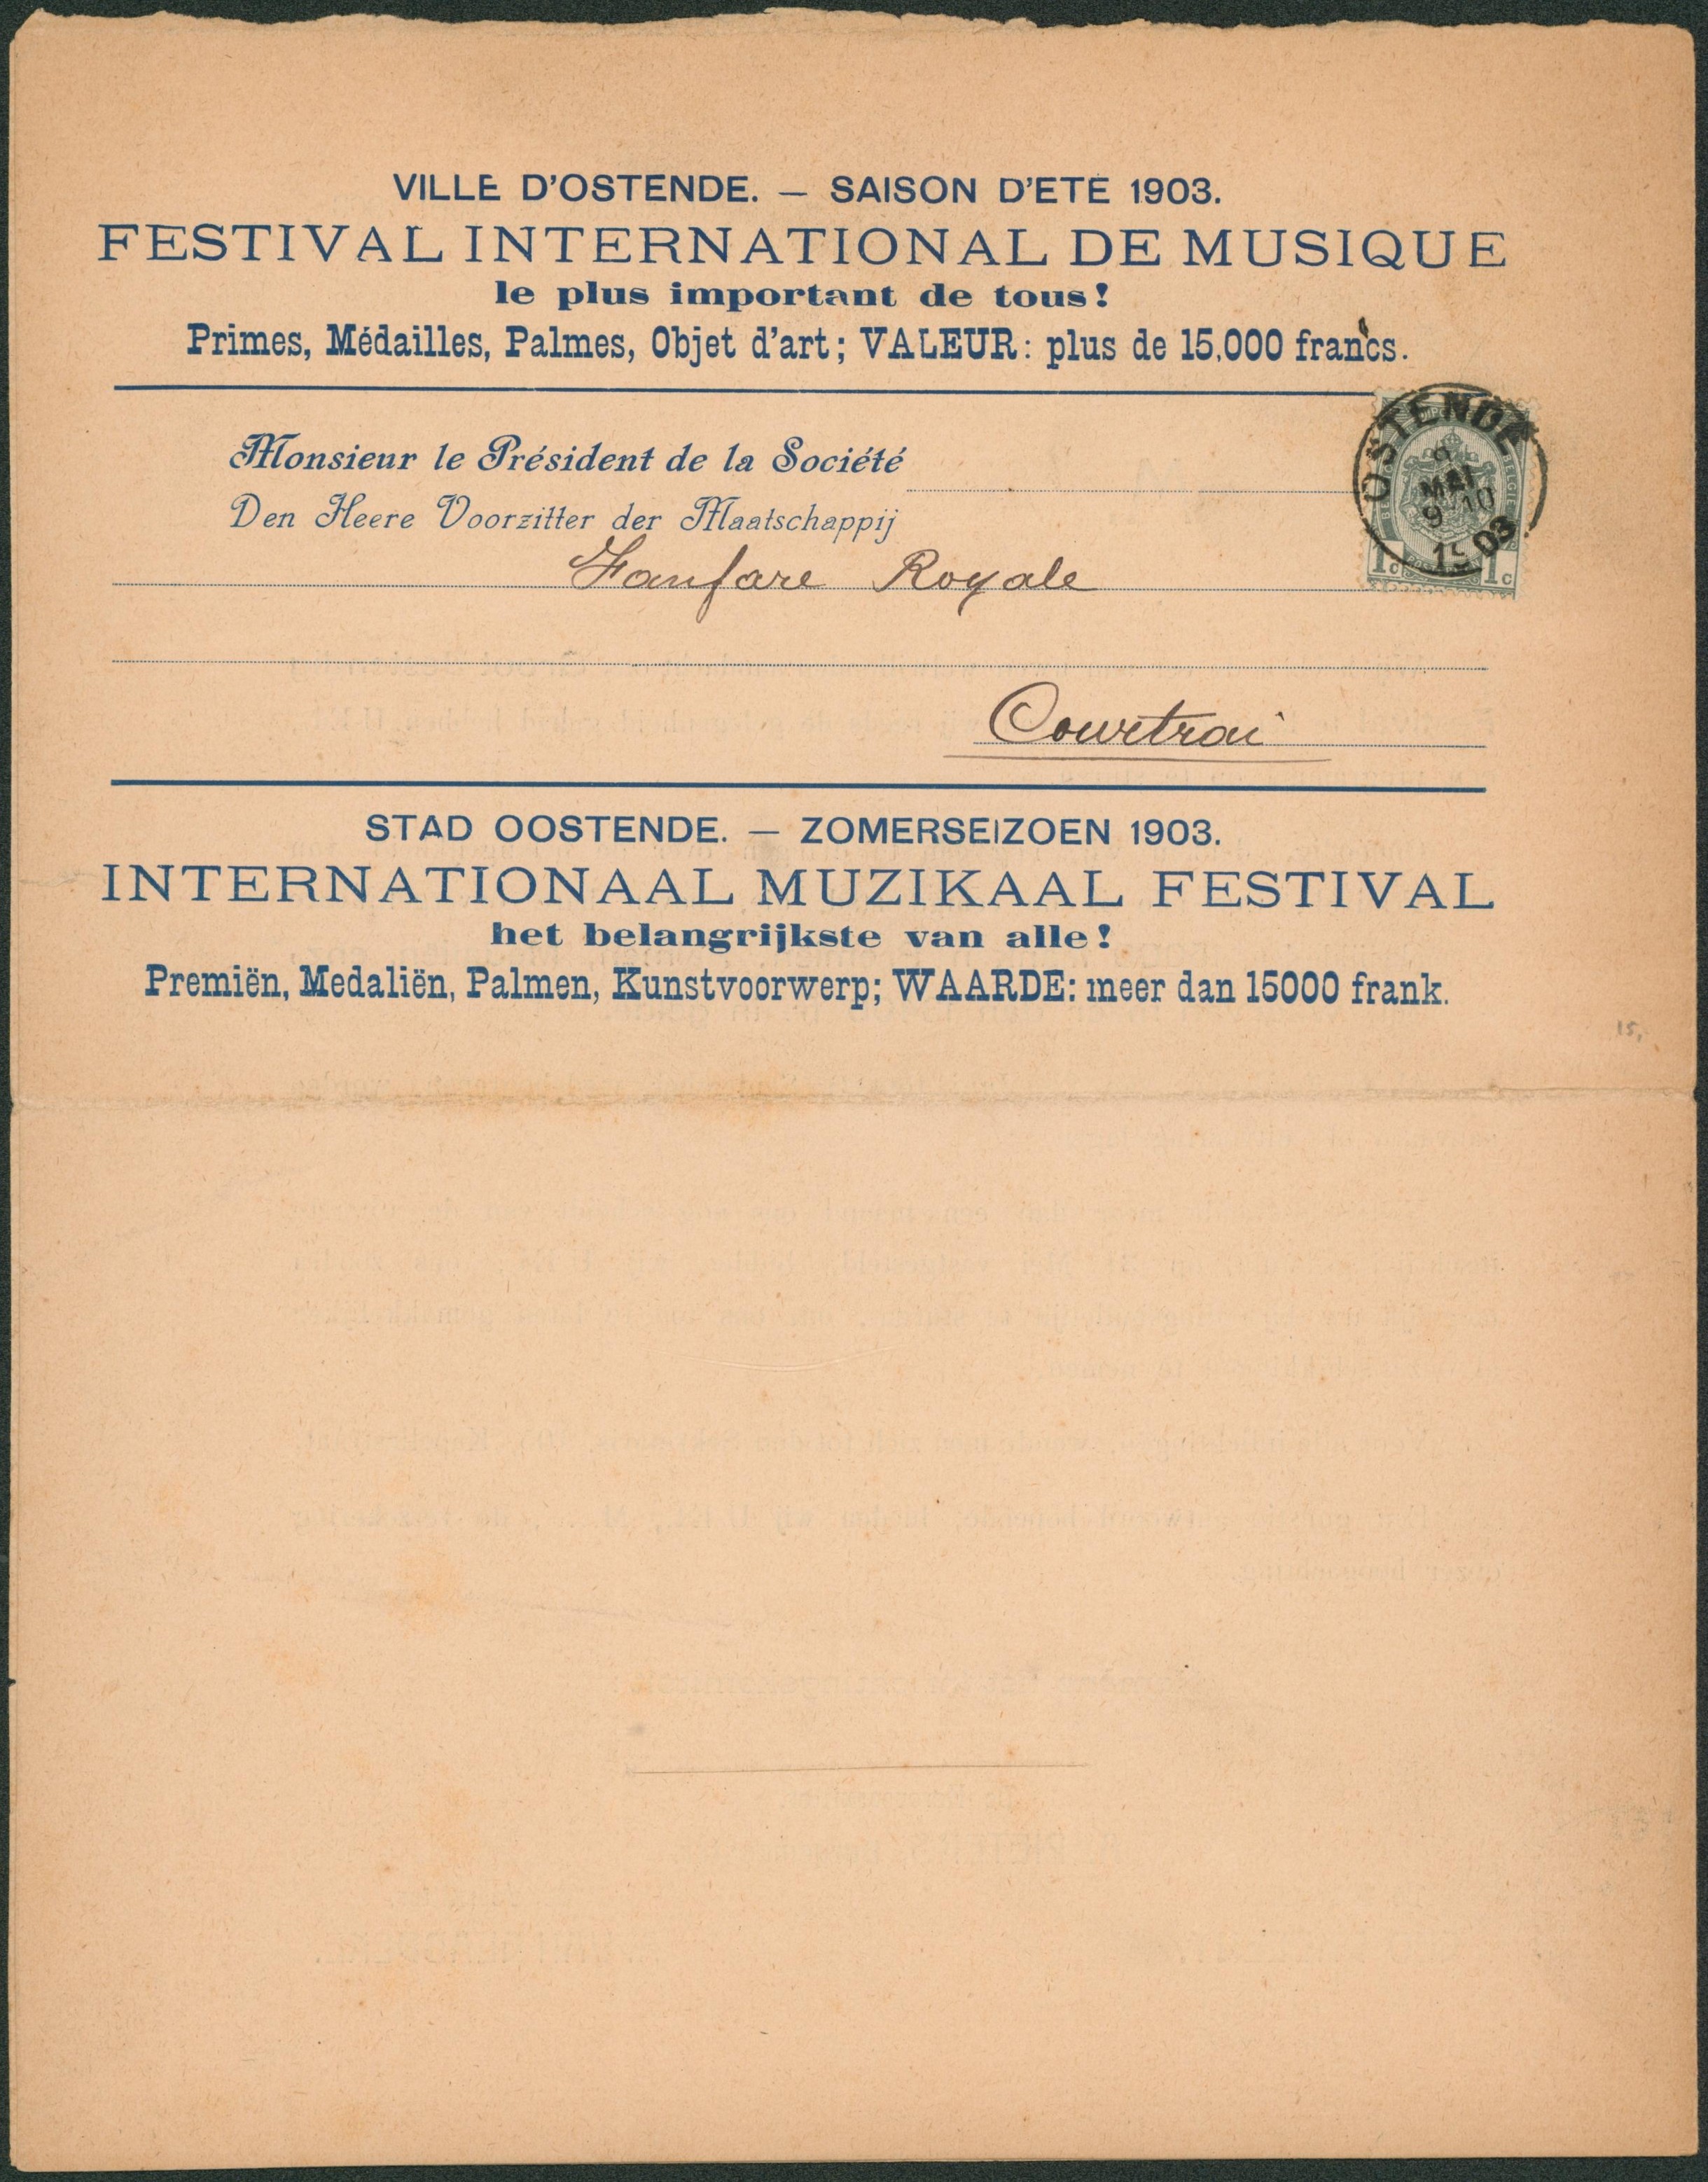 VILLE D'OSTENDE. — SAISON D'ETE 1903.
FESTIVAL INTERNATIONAL DE MUSIQUE
le plus important de tous!
Primes, Médailles, Palmes, Objet d'art; VALEUR: plus de 15,000 francs.
Monsieur le Président de la Société
Den Heere Voorzitter der Maatschappij
OSTENDE
MAI
03
1c 1c
Fanfare Royale
Courtrai
STAD OOSTENDE. — ZOMERSEIZOEN 1903.
INTERNATIONAAL MUZIKAAL FESTIVAL
het belangrijkste van alle!
Premiën, Medaliën, Palmen, Kunstvoorwerp; WAARDE: meer dan 15000 frank.
15,